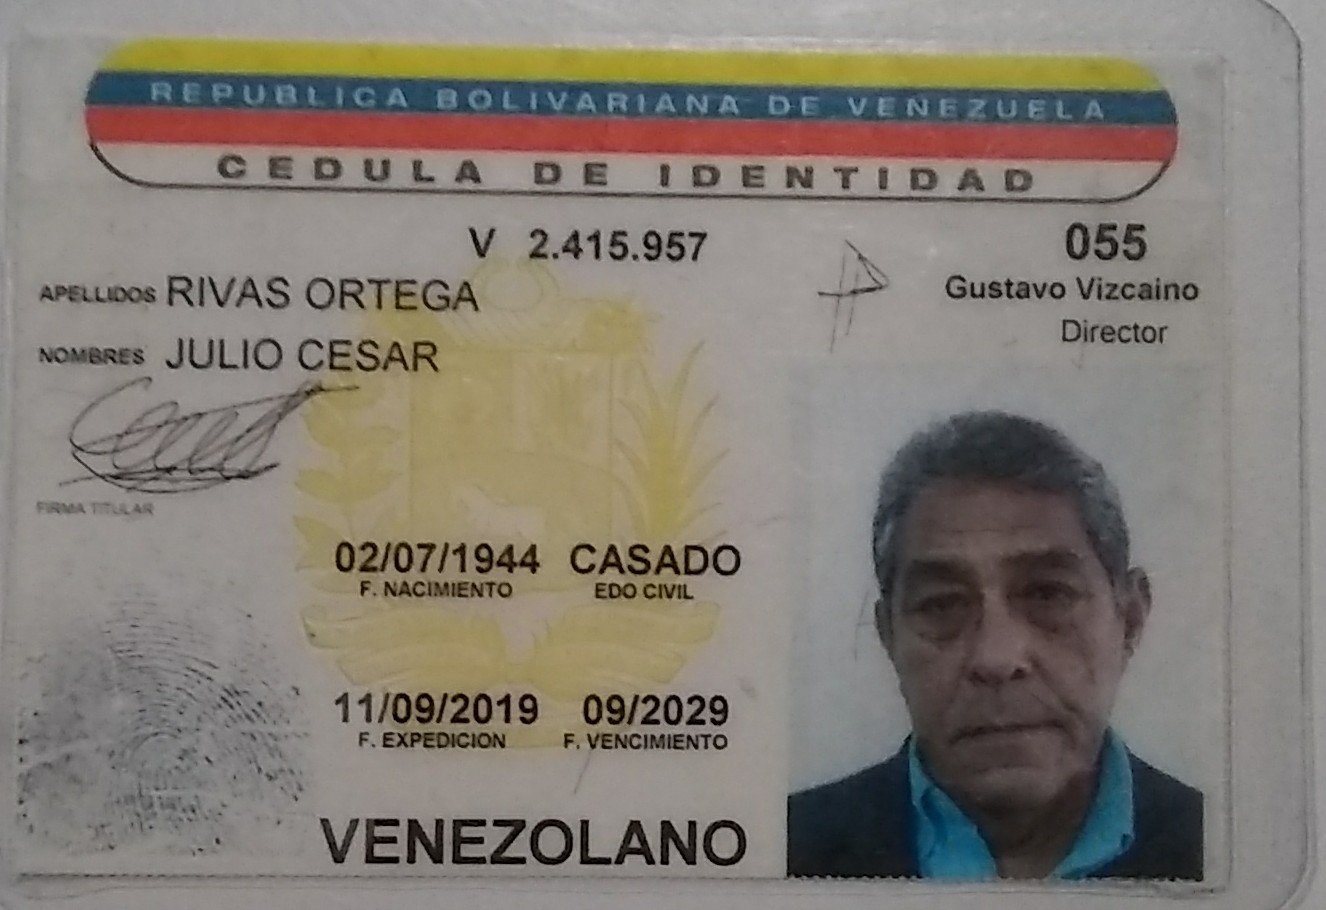 REPUBLICA BOLIVARIANA DE VENEZUELA
CEDULA DE IDENTIDAD
V 2.415.957
055
Gustavo Vizcaino
Director
APELLIDOS RIVAS ORTEGA
NOMBRES JULIO CESAR
FIRMA TITULAR
02/07/1944 CASADO
F. NACIMIENTO EDO CIVIL
11/09/2019 09/2029
F. EXPEDICION F. VENCIMIENTO
VENEZOLANO